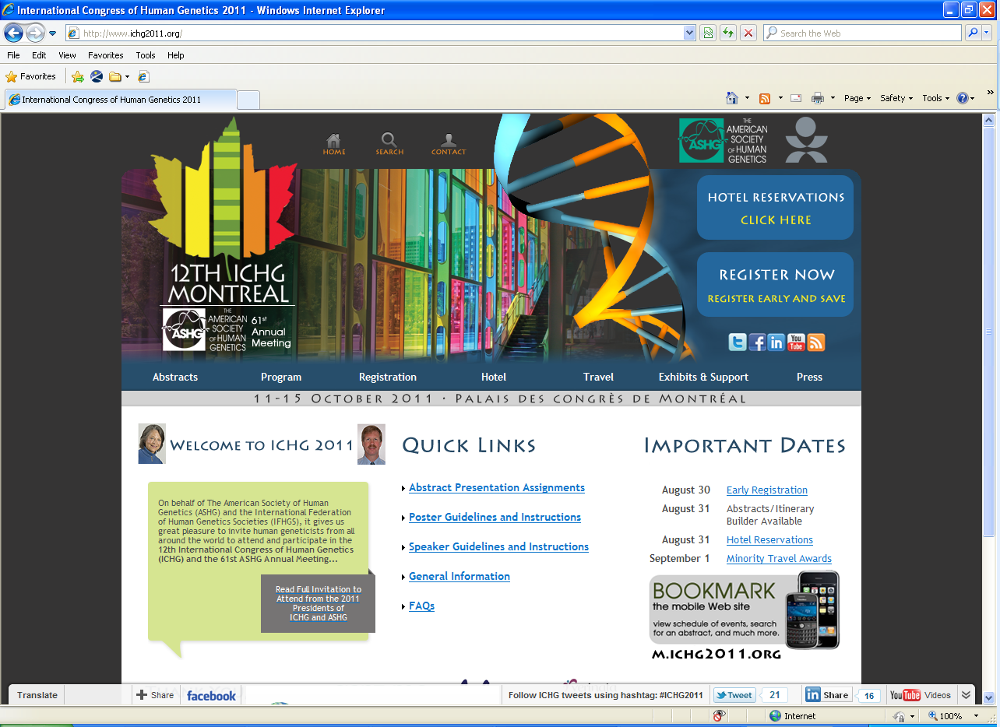 International Congress of Human Genetics 2011 - Windows Internet Explorer
http://www.ichg2011.org/
Search the Web
File Edit View Favorites Tools Help
Favorites
International Congress of Human Genetics 2011
Page Safety Tools
HOME SEARCH CONTACT
ASHG
THE
AMERICAN
SOCIETY
OF HUMAN
GENETICS
HOTEL RESERVATIONS
CLICK HERE
REGISTER NOW
REGISTER EARLY AND SAVE
12TH ICHG
MONTREAL
ASHG
THE
AMERICAN
SOCIETY
OF HUMAN
GENETICS
61st
Annual
Meeting
You
Tube
Abstracts Program Registration Hotel Travel Exhibits & Support Press
11-15 October 2011 · Palais des congrès de Montréal
Welcome to ICHG 2011
On behalf of The American Society of Human
Genetics (ASHG) and the International Federation
of Human Genetics Societies (IFHGS), it gives us
great pleasure to invite human geneticists from all
around the world to attend and participate in the
12th International Congress of Human Genetics
(ICHG) and the 61st ASHG Annual Meeting...
Read Full Invitation to
Attend from the 2011
Presidents of
ICHG and ASHG
Quick Links
Abstract Presentation Assignments
Poster Guidelines and Instructions
Speaker Guidelines and Instructions
General Information
FAQs
Important Dates
August 30 Early Registration
August 31 Abstracts/Itinerary
Builder Available
August 31 Hotel Reservations
September 1 Minority Travel Awards
BOOKMARK
the mobile Web site
view schedule of events, search
for an abstract, and much more.
m.ichg2011.org
Translate Share facebook Follow ICHG tweets using hashtag: #ICHG2011 Tweet 21 in Share 16 YouTube Videos
Internet 100%